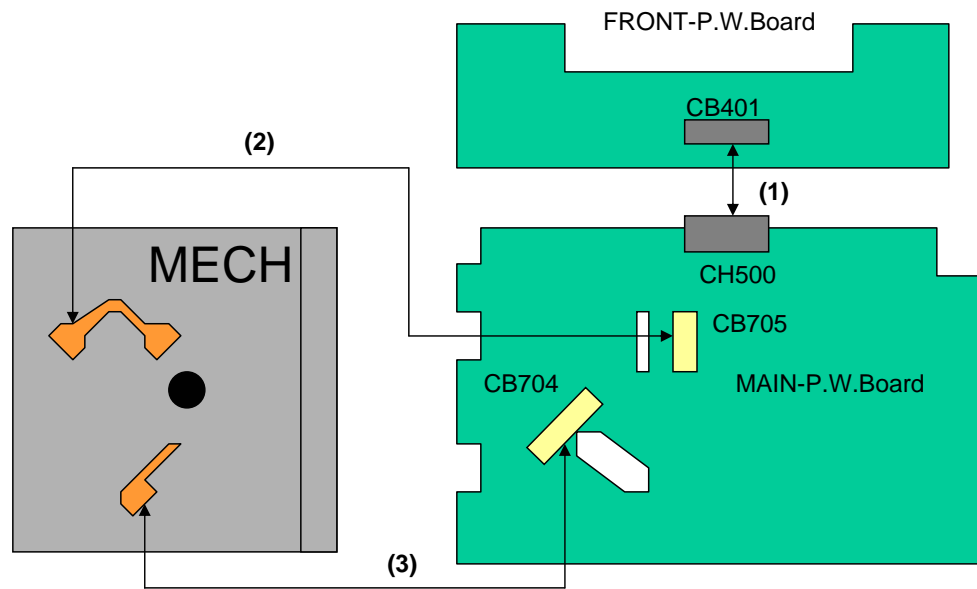 FRONT-P.W.Board
CB401
(2)
(1)
MECH
CH500
CB705
CB704
MAIN-P.W.Board
(3)